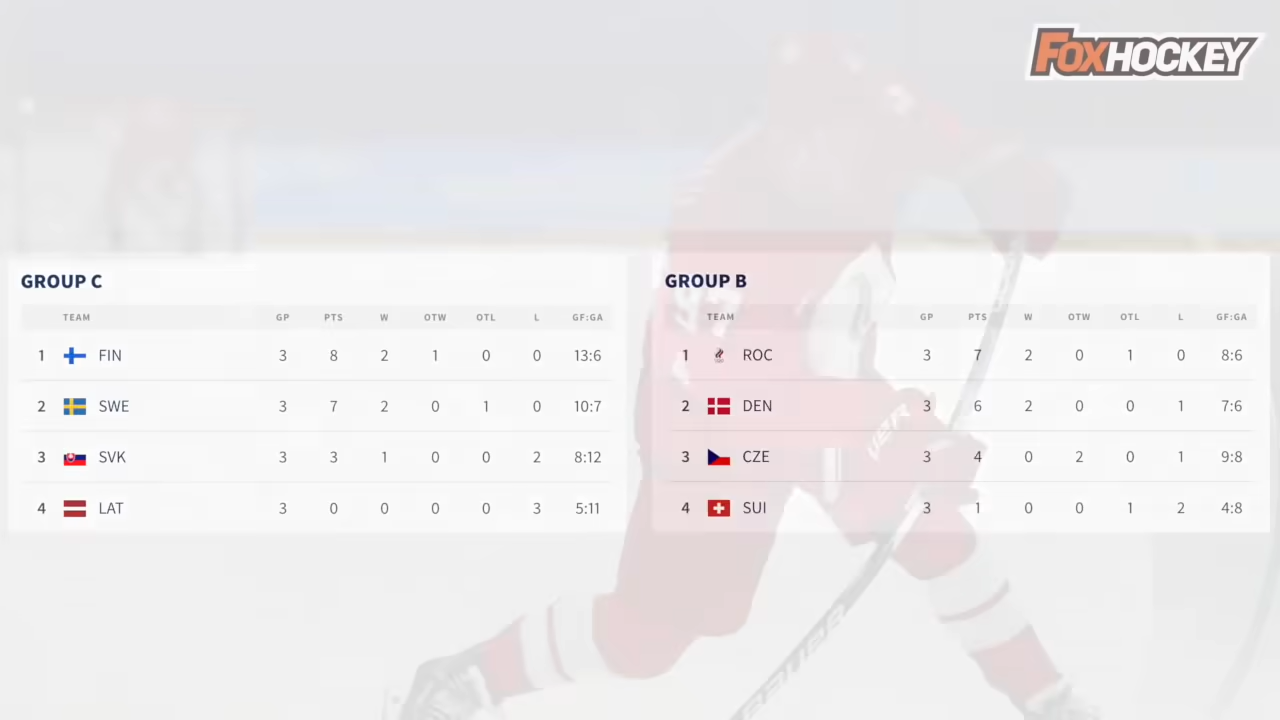 FOXHOCKEY
GROUP C
TEAM GP PTS W OTW OTL L GF:GA
1 FIN 3 8 2 1 0 0 13:6
2 SWE 3 7 2 0 1 0 10:7
3 SVK 3 3 1 0 0 2 8:12
4 LAT 3 0 0 0 0 3 5:11
GROUP B
TEAM GP PTS W OTW OTL L GF:GA
1 ROC 3 7 2 0 1 0 8:6
2 DEN 3 6 2 0 0 1 7:6
3 CZE 3 4 0 2 0 1 9:8
4 SUI 3 1 0 0 1 2 4:8
BAUER